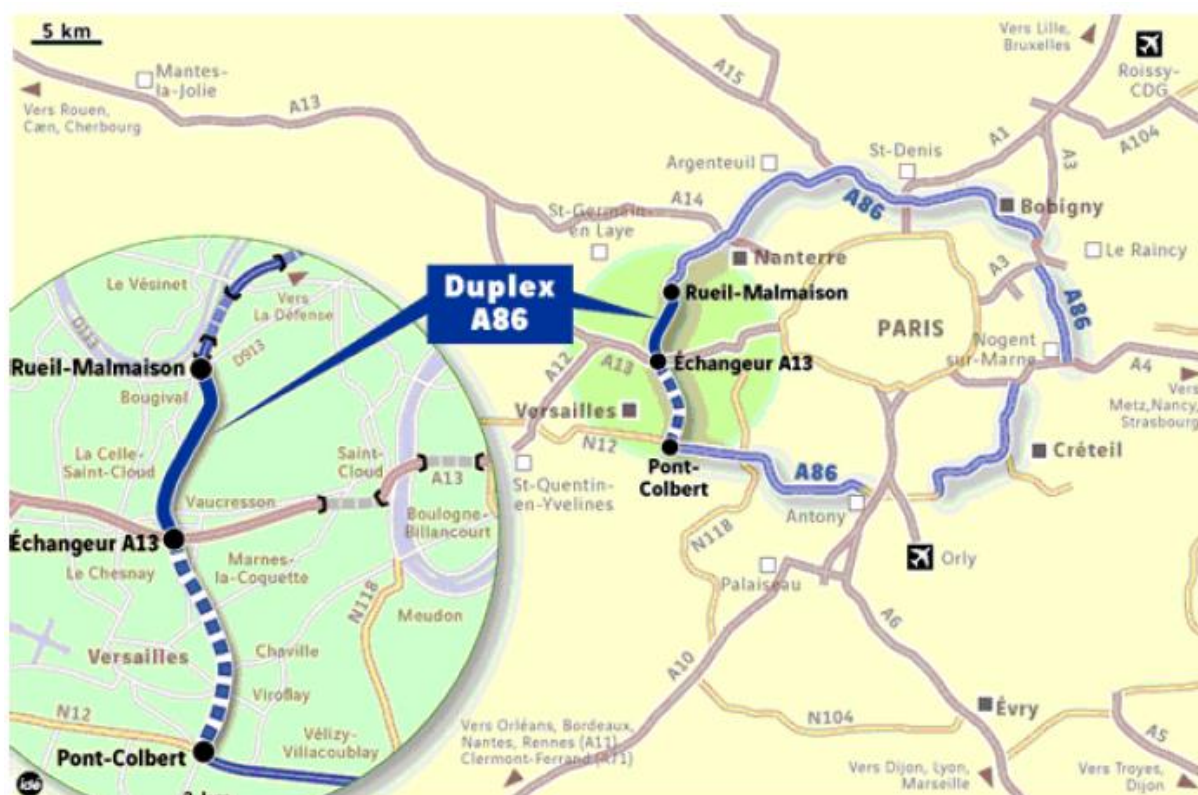 5 km
Mantes-
la-Jolie
Vers Rouen,
Cæn, Cherbourg
A13
A15
Vers Lille,
Bruxelles
Roissy-
CDG
A104
A1
A3
Argenteuil
St-Denis
A86
Bobigny
Le Raincy
A14
St-Germain-
en Laye
Nanterre
Duplex
A86
Rueil-Malmaison
PARIS
A3
A86
Nogent
sur-Marne
A4
Vers
Metz,Nancy,
Strasbourg
A12
A13
Échangeur A13
Versailles
N12
Pont-
Colbert
A86
Créteil
St-Quentin-
en-Yvelines
Antony
N118
Orly
Palaiseau
A6
A10
N104
Évry
A5
Vers Orléans, Bordeaux,
Nantes, Rennes (A11)
Clermont-Ferrand (A71)
Vers Dijon, Lyon,
Marseille
Vers Troyes,
Dijon
Le Vésinet
Vers
La Défense
D113
D913
Rueil-Malmaison
Bougival
La Celle-
Saint-Cloud
Saint-
Cloud
A13
Vaucresson
Boulogne-
Billancourt
Échangeur A13
Marnes-
la-Coquette
Le Chesnay
N118
Meudon
Versailles
Chaville
Viroflay
N12
Vélizy-
Villacoublay
Pont-Colbert
idé